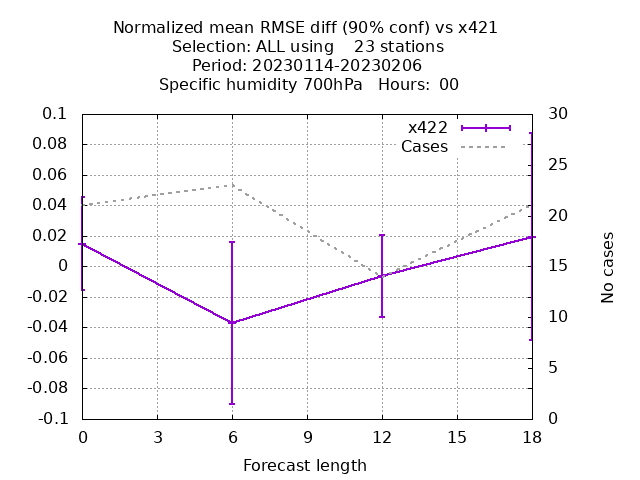 Normalized mean RMSE diff (90% conf) vs x421
Selection: ALL using    23 stations
Period: 20230114-20230206
Specific humidity 700hPa   Hours:  00
x422
Cases
0.1
0.08
0.06
0.04
0.02
0
-0.02
-0.04
-0.06
-0.08
-0.1
30
25
20
15
10
5
0
No cases
0 3 6 9 12 15 18
Forecast length